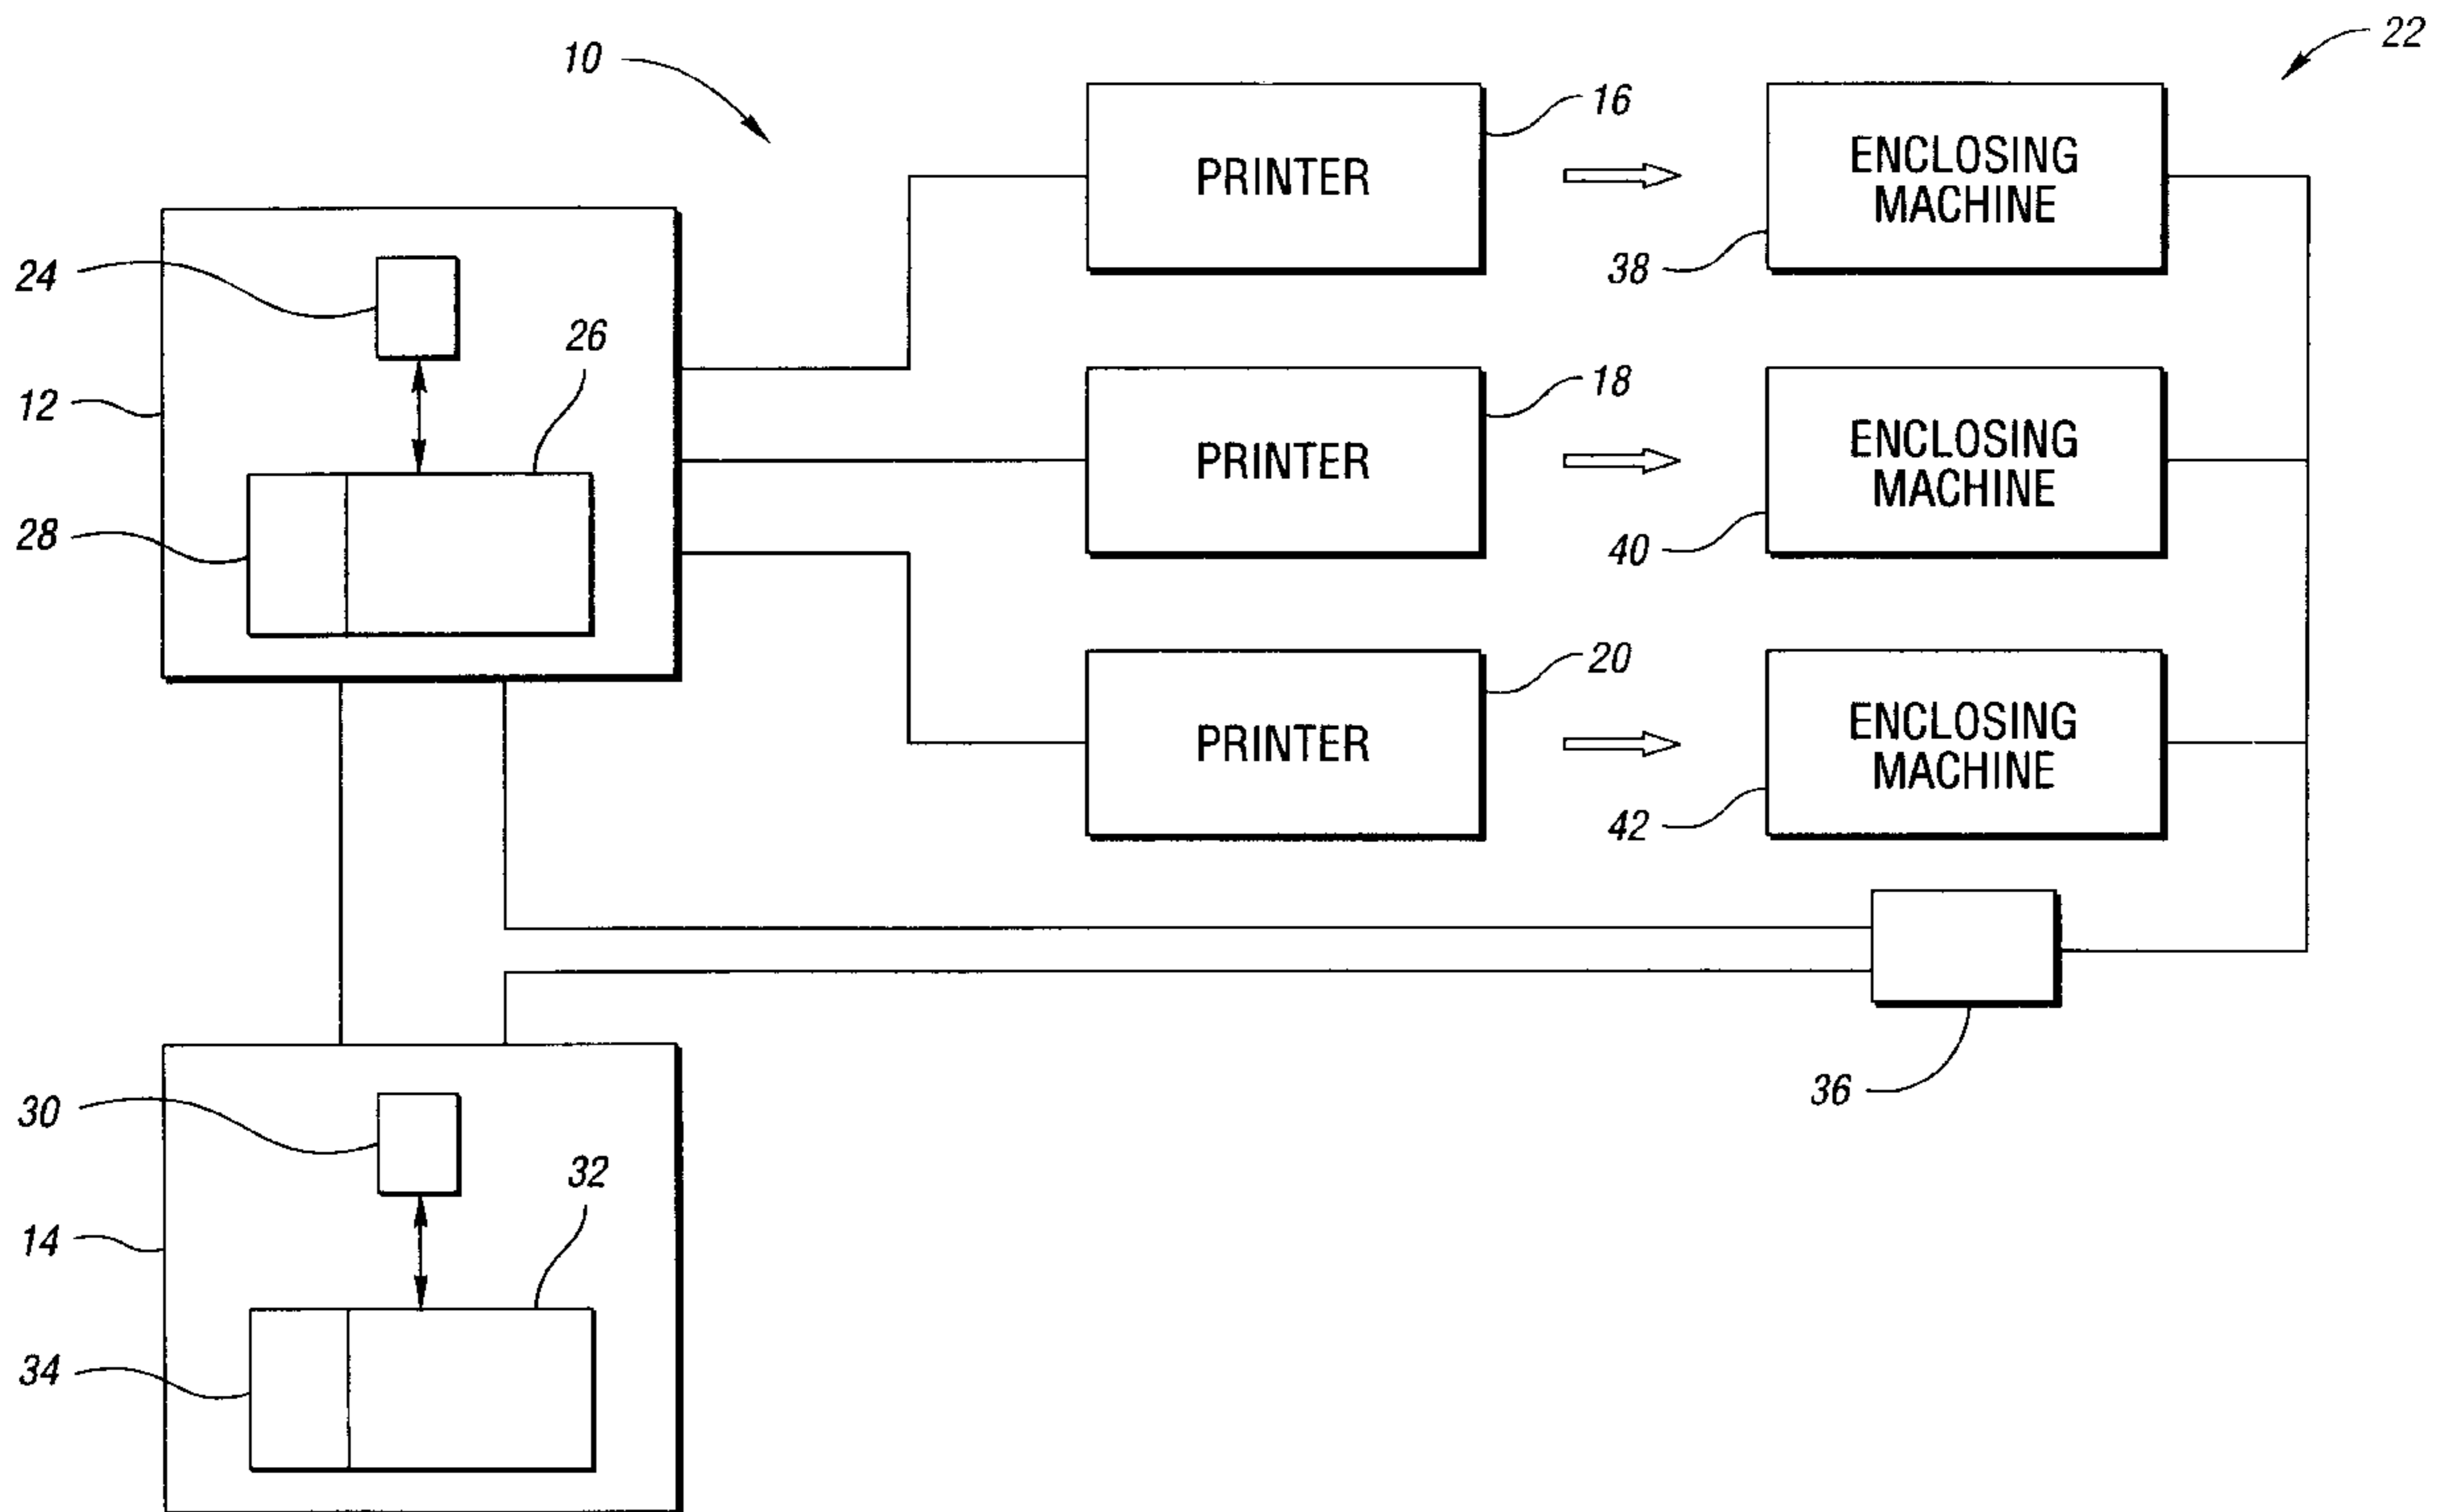 22
10
16
PRINTER
ENCLOSING
MACHINE
38
24
26
12
28
18
PRINTER
ENCLOSING
MACHINE
40
20
PRINTER
ENCLOSING
MACHINE
42
36
30
32
14
34